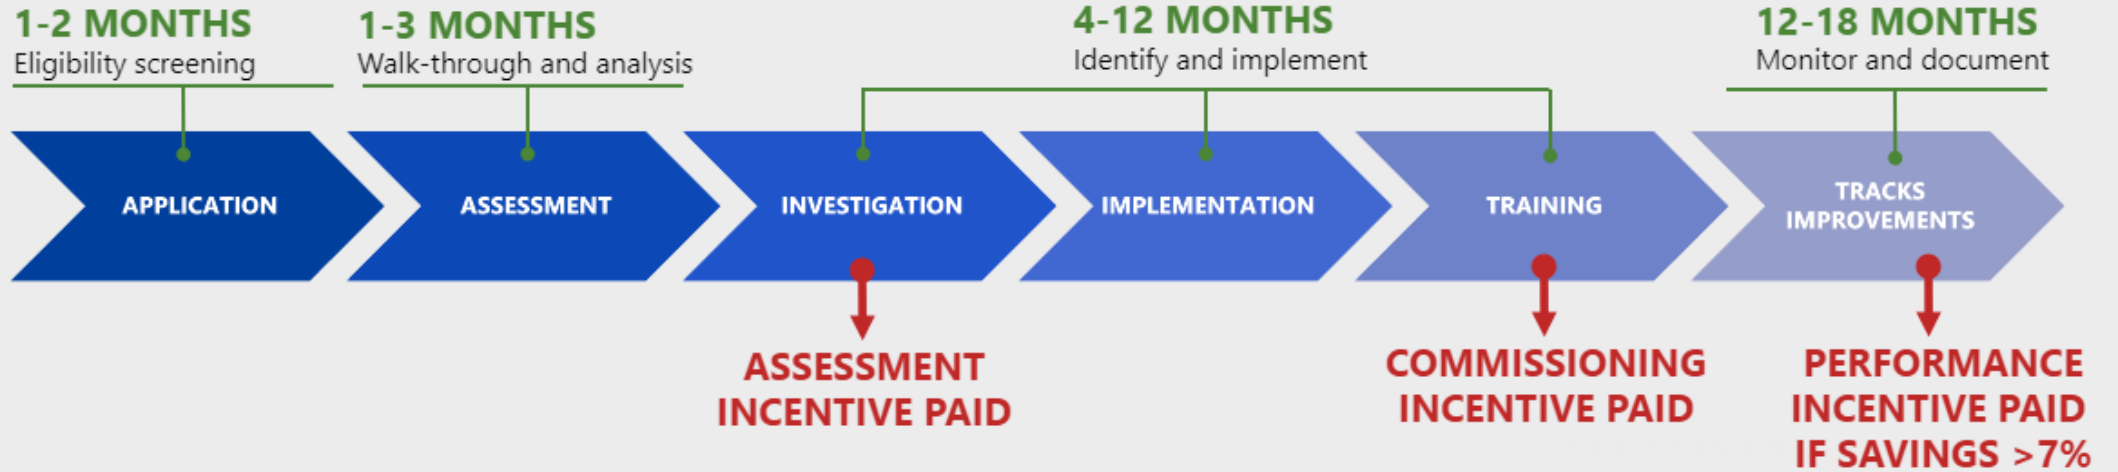 1-2 MONTHS
Eligibility screening
1-3 MONTHS
Walk-through and analysis
4-12 MONTHS
Identify and implement
12-18 MONTHS
Monitor and document
APPLICATION
ASSESSMENT
INVESTIGATION
IMPLEMENTATION
TRAINING
TRACKS
IMPROVEMENTS
ASSESSMENT
INCENTIVE PAID
COMMISSIONING
INCENTIVE PAID
PERFORMANCE
INCENTIVE PAID
IF SAVINGS >7%